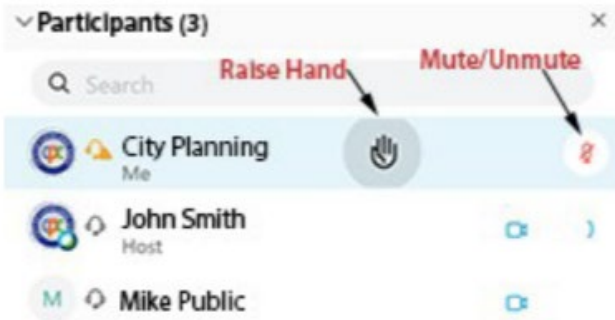 Participants (3)
Search
Raise Hand
Mute/Unmute
City Planning
Me
John Smith
Host
M
Mike Public